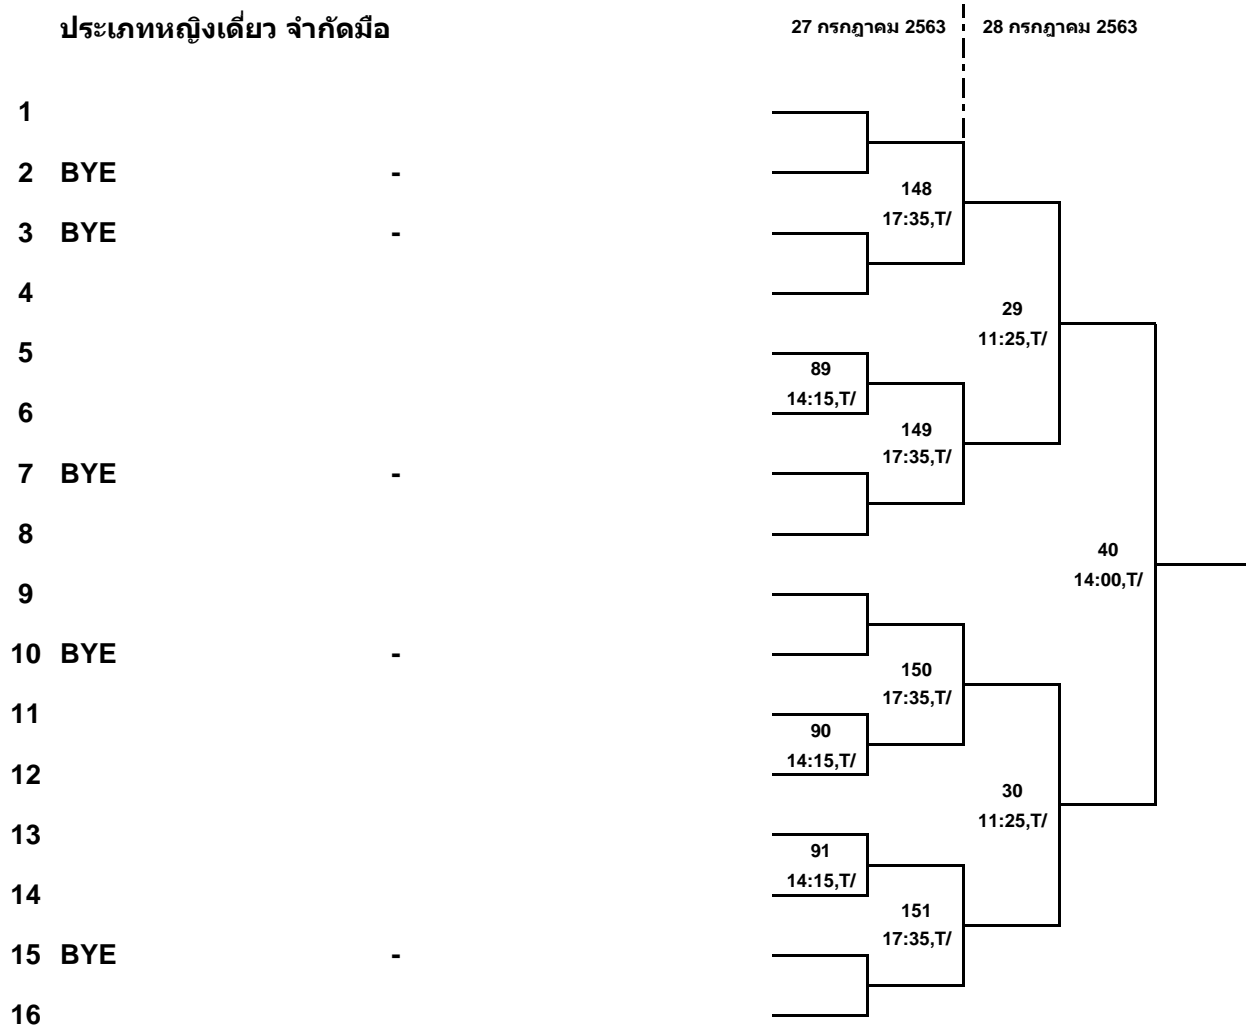 ประเภทหญิงเดี่ยว จำกัดมือ
27 กรกฎาคม 2563 28 กรกฎาคม 2563
1
2 BYE -
148
17:35,T/
3 BYE -
4
29
11:25,T/
5
89
14:15,T/
6
149
17:35,T/
7 BYE -
8
40
14:00,T/
9
10 BYE -
150
17:35,T/
11
90
14:15,T/
12
30
11:25,T/
13
91
14:15,T/
14
151
17:35,T/
15 BYE -
16